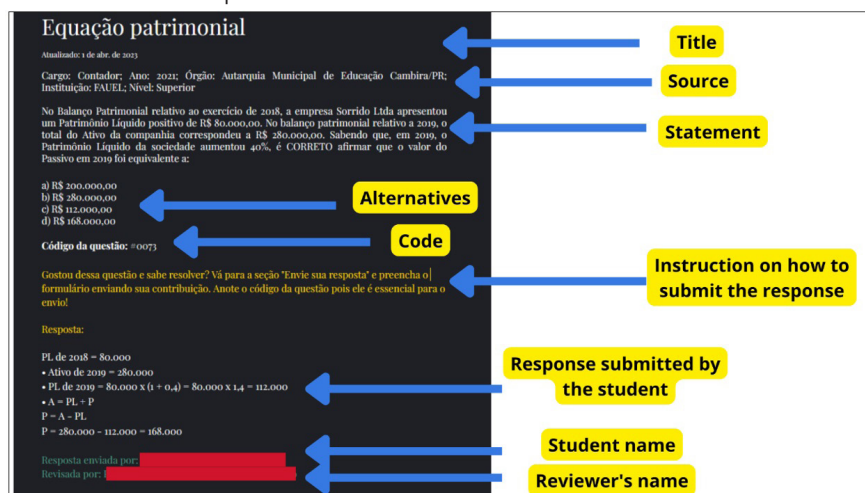 Equação patrimonial
Title
Atualizado: 1 de abr. de 2023
Cargo: Contador; Ano: 2021; Órgão: Autarquia Municipal de Educação Cambira/PR;
Instituição: FAUEL; Nível: Superior
Source
No Balanço Patrimonial relativo ao exercício de 2018, a empresa Sorrido Ltda apresentou
um Patrimônio Líquido positivo de R$ 80.000,00. No balanço patrimonial relativo a 2019, o
total do Ativo da companhia correspondeu a R$ 280.000,00. Sabendo que, em 2019, o
Patrimônio Líquido da sociedade aumentou 40%, é CORRETO afirmar que o valor do
Passivo em 2019 foi equivalente a:
Statement
a) R$ 200.000,00
b) R$ 280.000,00
c) R$ 112.000,00
d) R$ 168.000,00
Alternatives
Código da questão: #0073
Code
Gostou dessa questão e sabe resolver? Vá para a seção "Envie sua resposta" e preencha o
formulário enviando sua contribuição. Anote o código da questão pois ele é essencial para o
envio!
Instruction on how to
submit the response
Resposta:
PL de 2018 = 80.000
• Ativo de 2019 = 280.000
• PL de 2019 = 80.000 x (1 + 0,4) = 80.000 x 1,4 = 112.000
• A = PL + P
P = A - PL
P = 280.000 - 112.000 = 168.000
Response submitted by
the student
Resposta enviada por:
Student name
Revisada por:
Reviewer's name